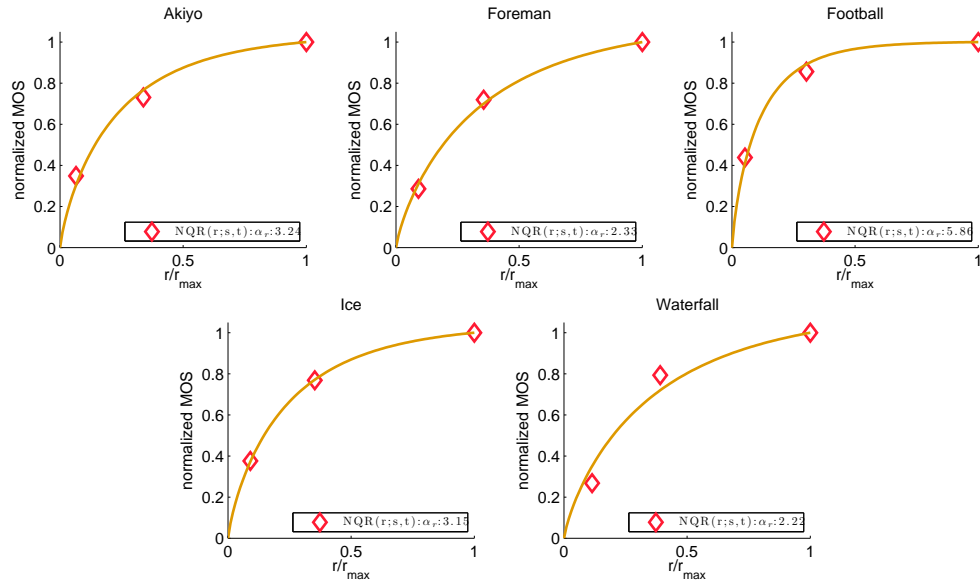 Akiyo
normalized MOS
1
0.8
0.6
0.4
0.2
0
0 0.5 1
r/r_max
NQR(r;s,t):α_r:3.24
Foreman
normalized MOS
1
0.8
0.6
0.4
0.2
0
0 0.5 1
r/r_max
NQR(r;s,t):α_r:2.33
Football
normalized MOS
1
0.8
0.6
0.4
0.2
0
0 0.5 1
r/r_max
NQR(r;s,t):α_r:5.86
Ice
normalized MOS
1
0.8
0.6
0.4
0.2
0
0 0.5 1
r/r_max
NQR(r;s,t):α_r:3.15
Waterfall
normalized MOS
1
0.8
0.6
0.4
0.2
0
0 0.5 1
r/r_max
NQR(r;s,t):α_r:2.22